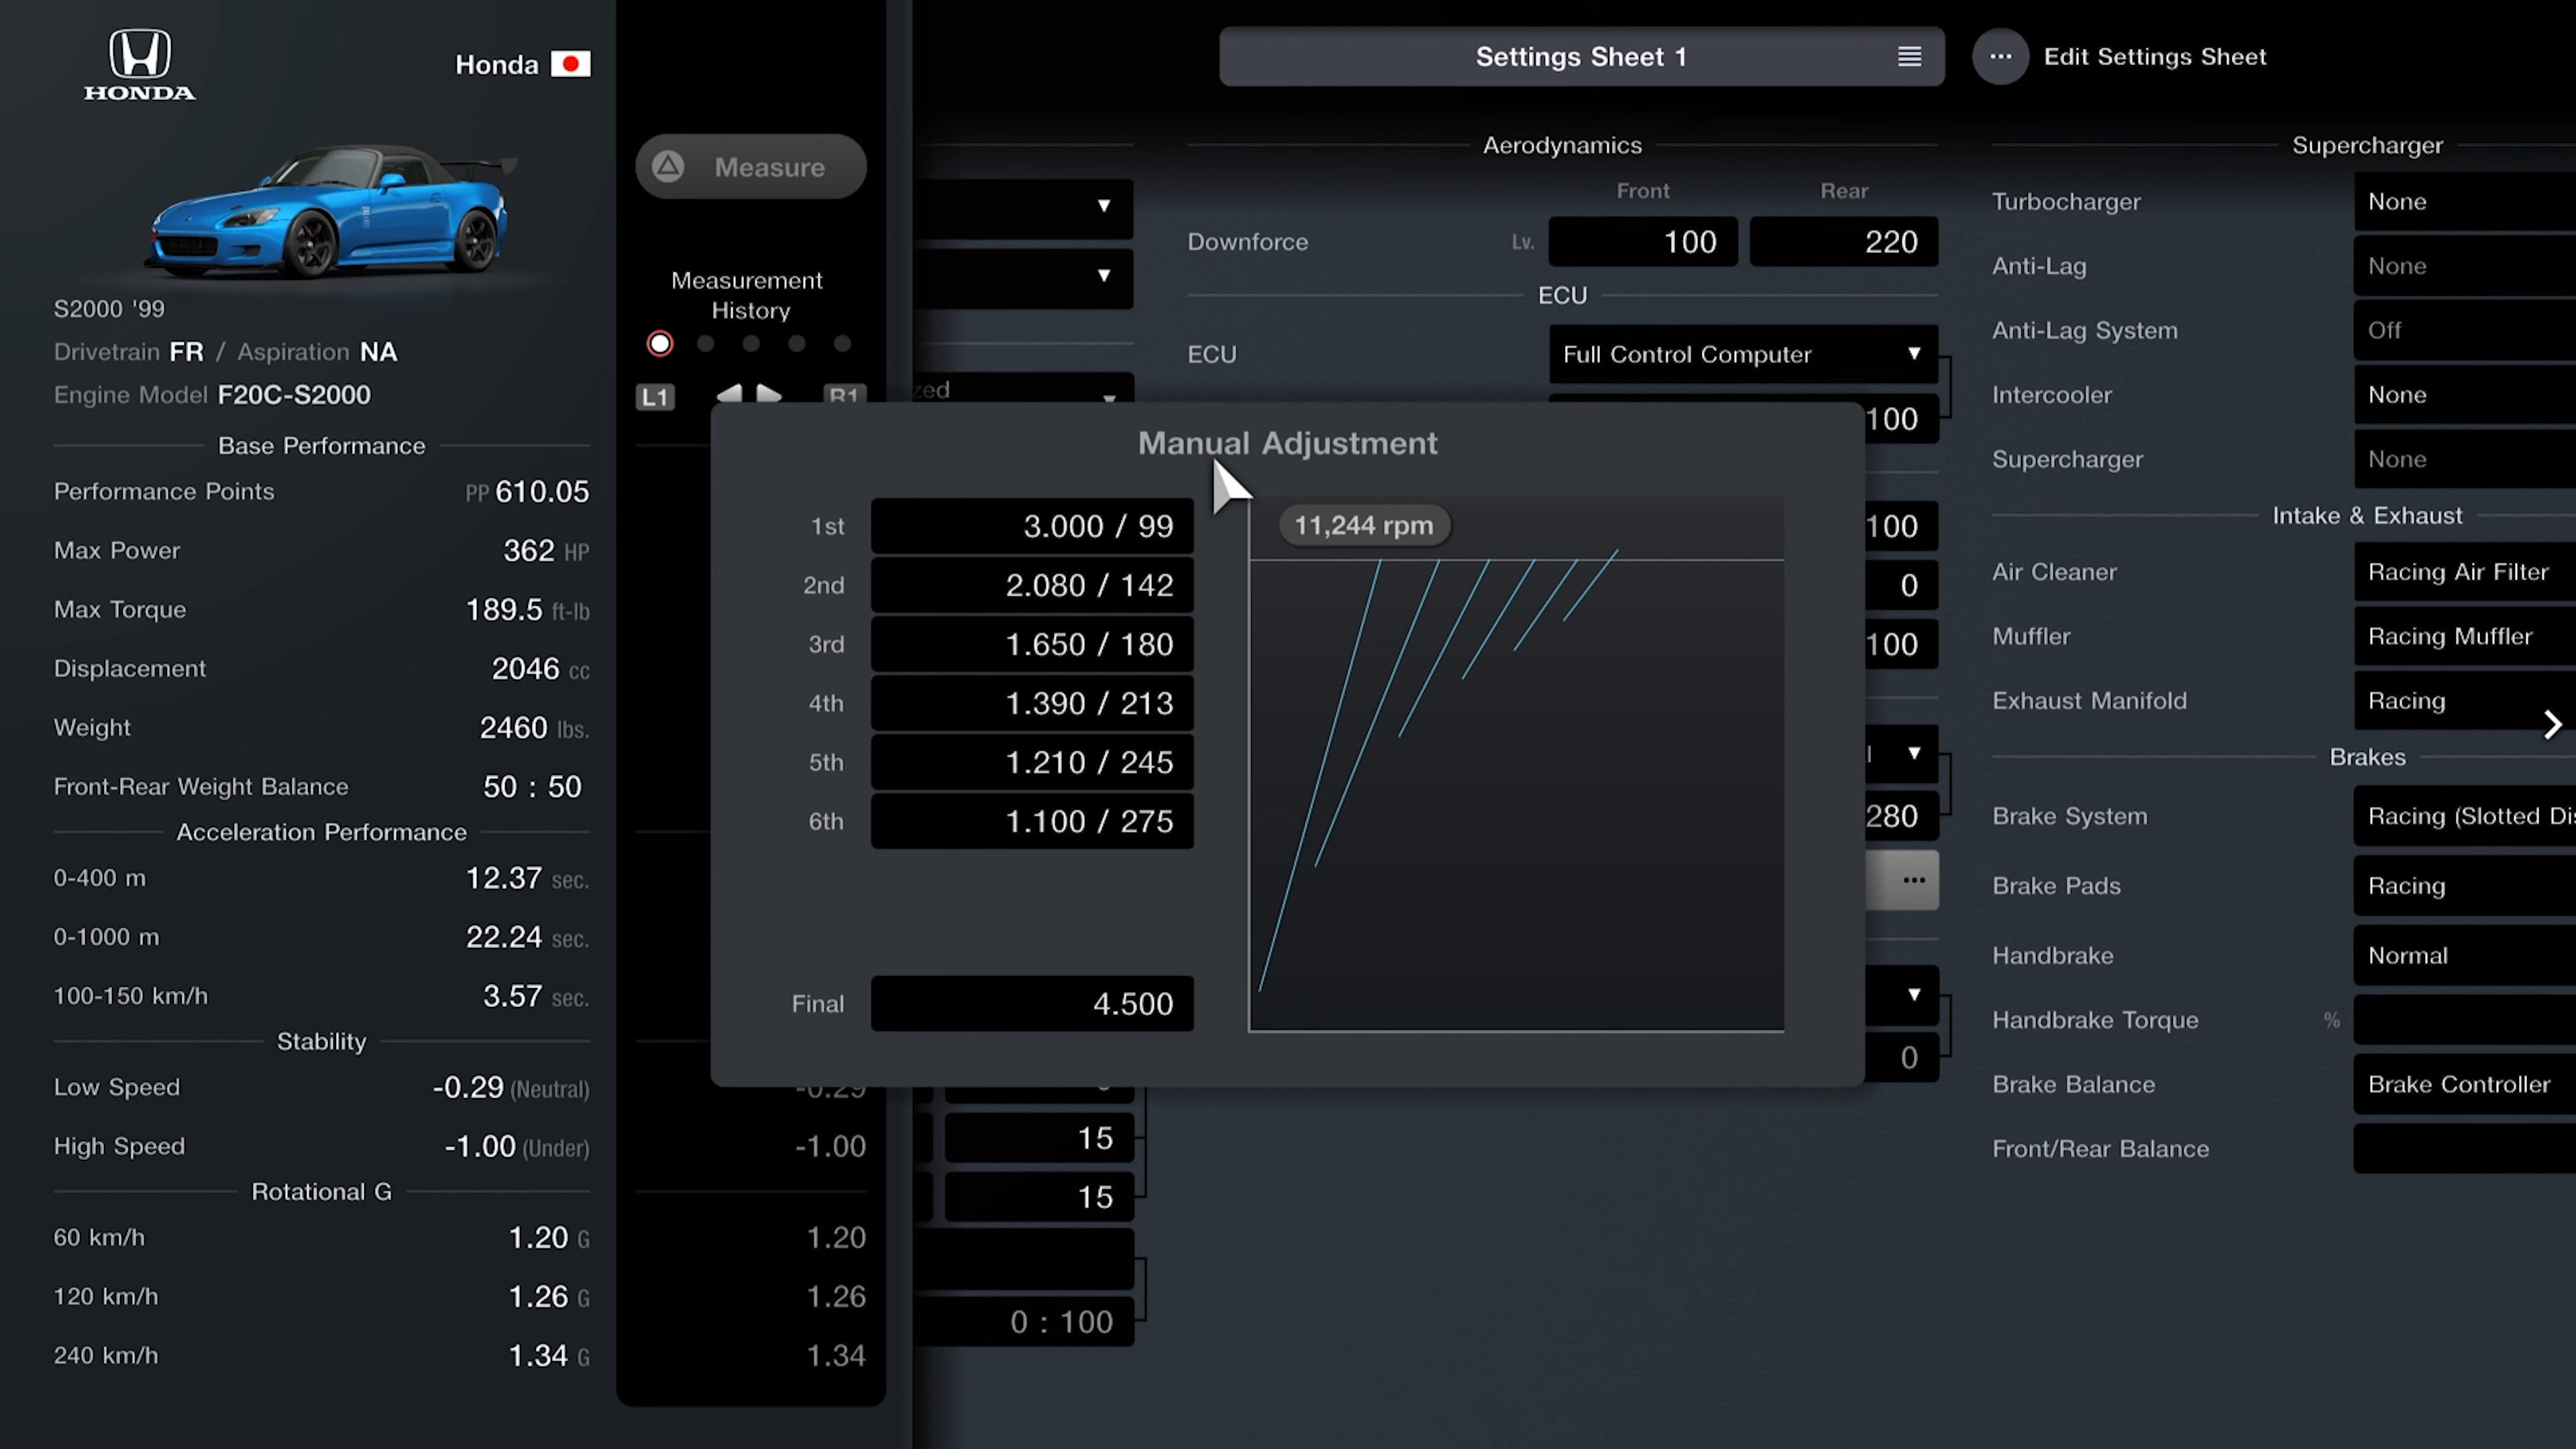 HONDA
Honda
S2000 '99
Drivetrain FR / Aspiration NA
Engine Model F20C-S2000
Base Performance
Performance Points PP 610.05
Max Power 362 HP
Max Torque 189.5 ft-lb
Displacement 2046 cc
Weight 2460 lbs.
Front-Rear Weight Balance 50 : 50
Acceleration Performance
0-400 m 12.37 sec.
0-1000 m 22.24 sec.
100-150 km/h 3.57 sec.
Stability
Low Speed -0.29 (Neutral)
High Speed -1.00 (Under)
Rotational G
60 km/h 1.20 G
120 km/h 1.26 G
240 km/h 1.34 G
Measure
Measurement
History
L1 R1
-0.29
-1.00
1.20
1.26
1.34
Settings Sheet 1
Edit Settings Sheet
zed
15
15
0 : 100
Aerodynamics
Front Rear
Downforce Lv. 100 220
ECU
ECU Full Control Computer
100
100
0
100
280
0
Manual Adjustment
1st 3.000 / 99
2nd 2.080 / 142
3rd 1.650 / 180
4th 1.390 / 213
5th 1.210 / 245
6th 1.100 / 275
Final 4.500
11,244 rpm
Supercharger
Turbocharger None
Anti-Lag None
Anti-Lag System Off
Intercooler None
Supercharger None
Intake & Exhaust
Air Cleaner Racing Air Filter
Muffler Racing Muffler
Exhaust Manifold Racing
Brakes
Brake System Racing (Slotted Dis
Brake Pads Racing
Handbrake Normal
Handbrake Torque %
Brake Balance Brake Controller
Front/Rear Balance